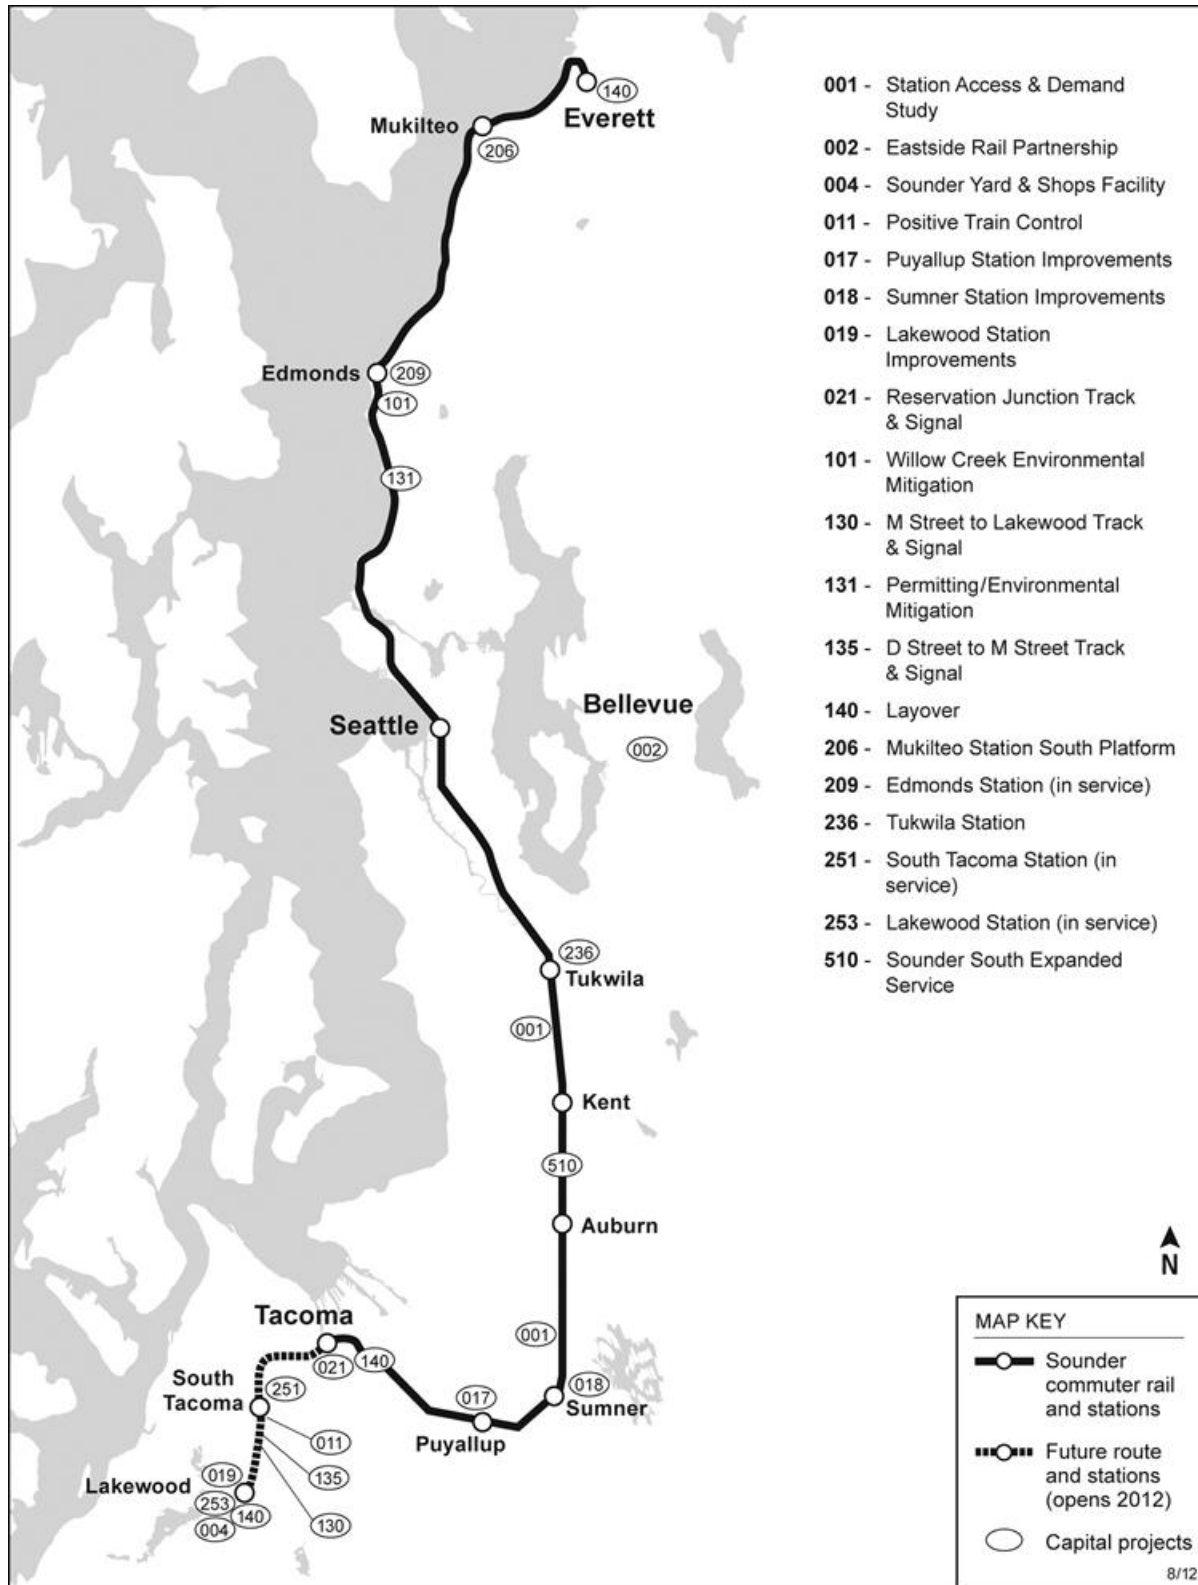 140
Everett
Mukilteo
206
Edmonds
209
101
131
Bellevue
002
Seattle
236
Tukwila
001
Kent
510
Auburn
001
Tacoma
021
140
018
Sumner
017
Puyallup
South
Tacoma
251
011
135
130
Lakewood
019
253
140
004
001 - Station Access & Demand
Study
002 - Eastside Rail Partnership
004 - Sounder Yard & Shops Facility
011 - Positive Train Control
017 - Puyallup Station Improvements
018 - Sumner Station Improvements
019 - Lakewood Station
Improvements
021 - Reservation Junction Track
& Signal
101 - Willow Creek Environmental
Mitigation
130 - M Street to Lakewood Track
& Signal
131 - Permitting/Environmental
Mitigation
135 - D Street to M Street Track
& Signal
140 - Layover
206 - Mukilteo Station South Platform
209 - Edmonds Station (in service)
236 - Tukwila Station
251 - South Tacoma Station (in
service)
253 - Lakewood Station (in service)
510 - Sounder South Expanded
Service
N
MAP KEY
Sounder
commuter rail
and stations
Future route
and stations
(opens 2012)
Capital projects
8/12